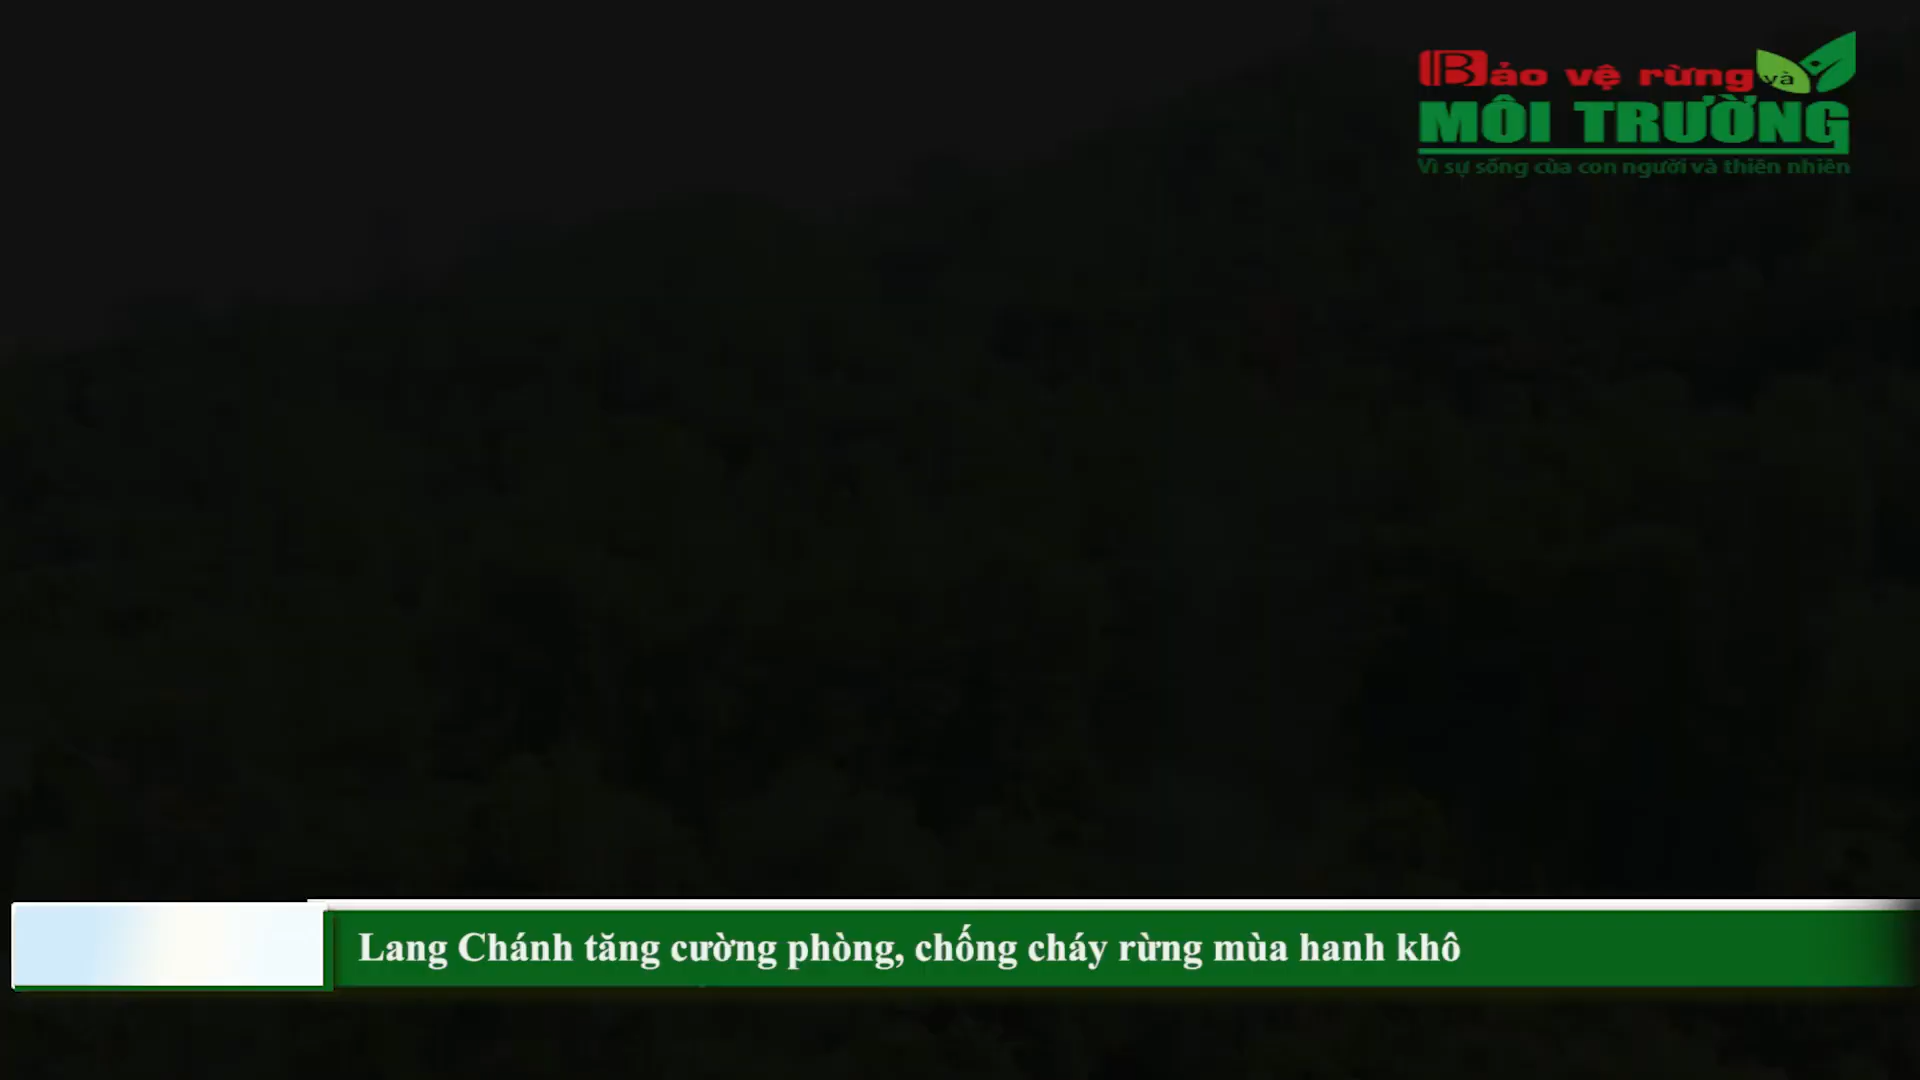 Bảo vệ rừng và
MÔI TRƯỜNG
Vì sự sống của con người và thiên nhiên
Lang Chánh tăng cường phòng, chống cháy rừng mùa hanh khô